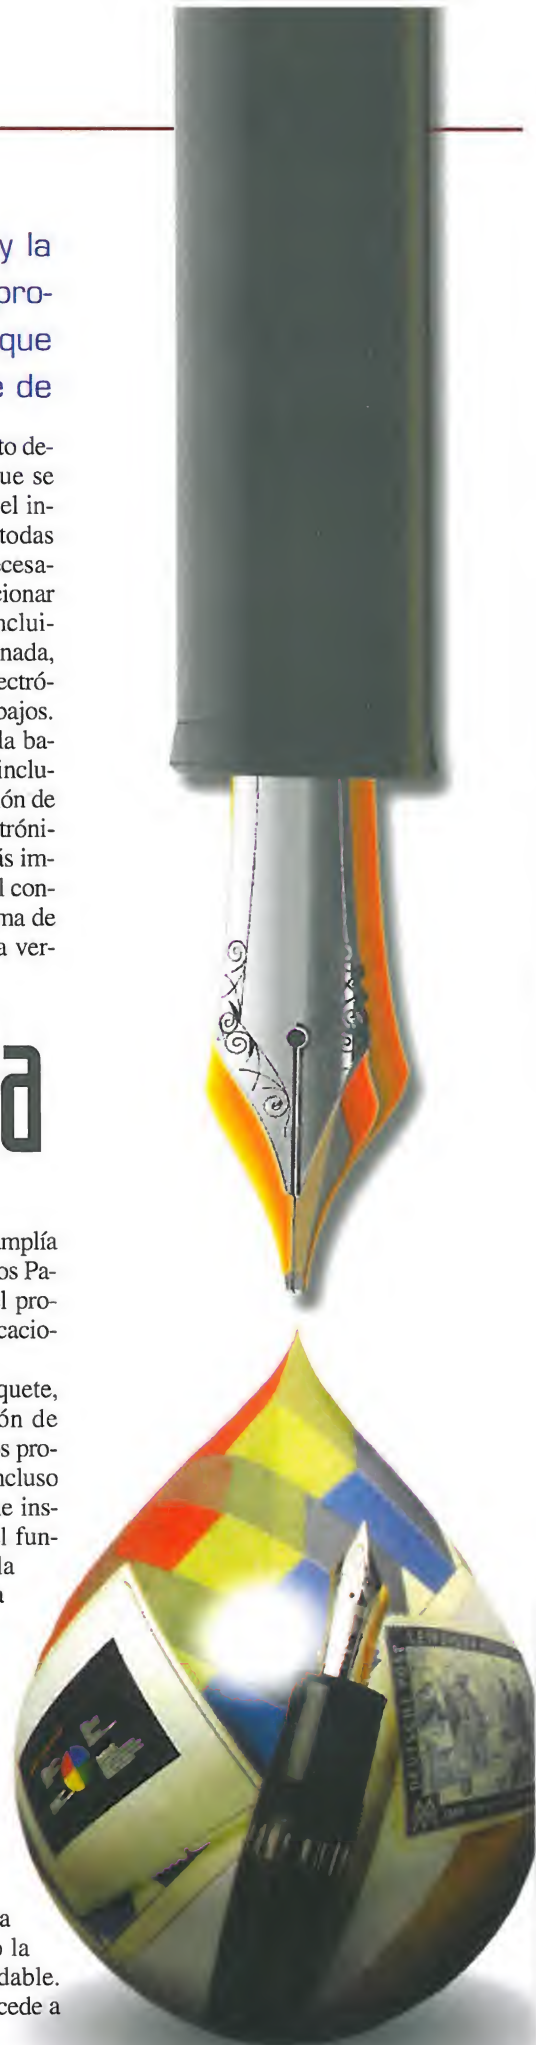 y la
pro-
que
e de
to de-
ue se
el in-
todas
ecesa-
cionar
nclui-
nada,
ectró-
bajos.
la ba-
inclu-
ón de
tróni-
ás im-
l con-
ma de
a ver-
a
mplía
os Pa-
l pro-
cacio-
quete,
ón de
s pro-
ncluso
e ins-
l fun-
la
a
a
o la
dable.
cede a